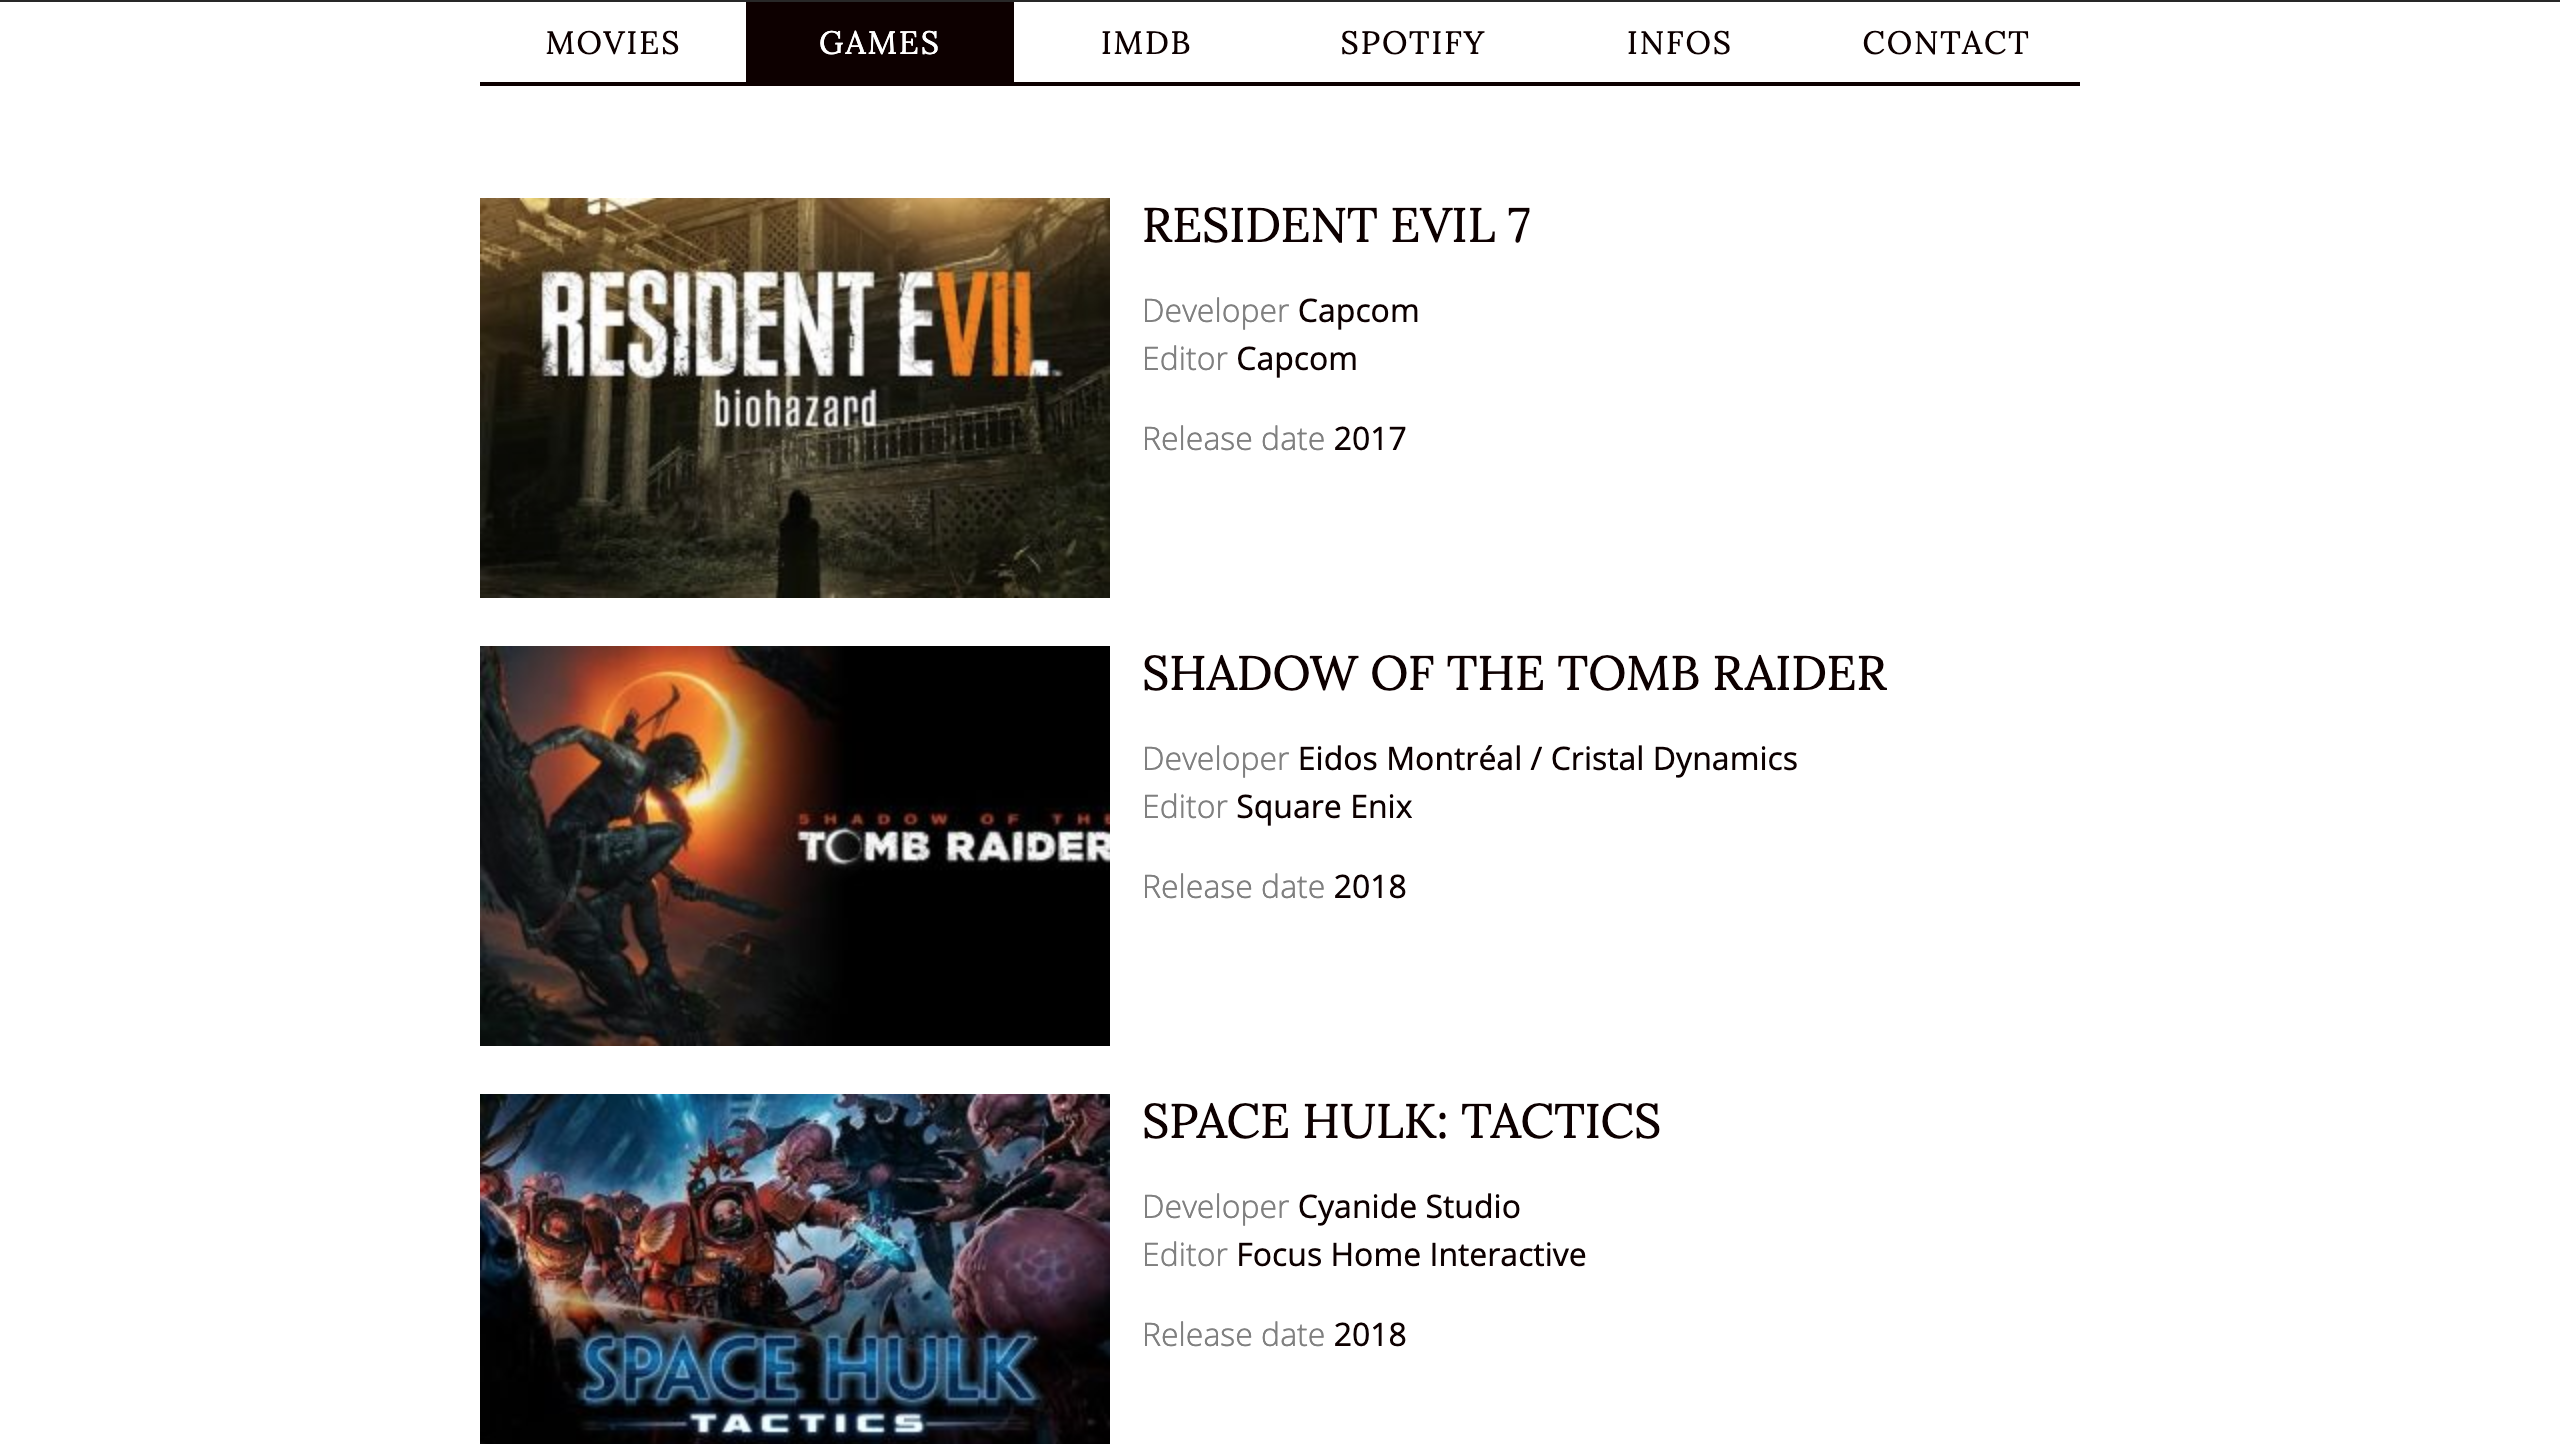 MOVIES GAMES IMDB SPOTIFY INFOS CONTACT
RESIDENT EVIL
biohazard
RESIDENT EVIL 7
Developer Capcom
Editor Capcom
Release date 2017
SHADOW OF THE
TOMB RAIDER
SHADOW OF THE TOMB RAIDER
Developer Eidos Montréal / Cristal Dynamics
Editor Square Enix
Release date 2018
SPACE HULK
TACTICS
SPACE HULK: TACTICS
Developer Cyanide Studio
Editor Focus Home Interactive
Release date 2018